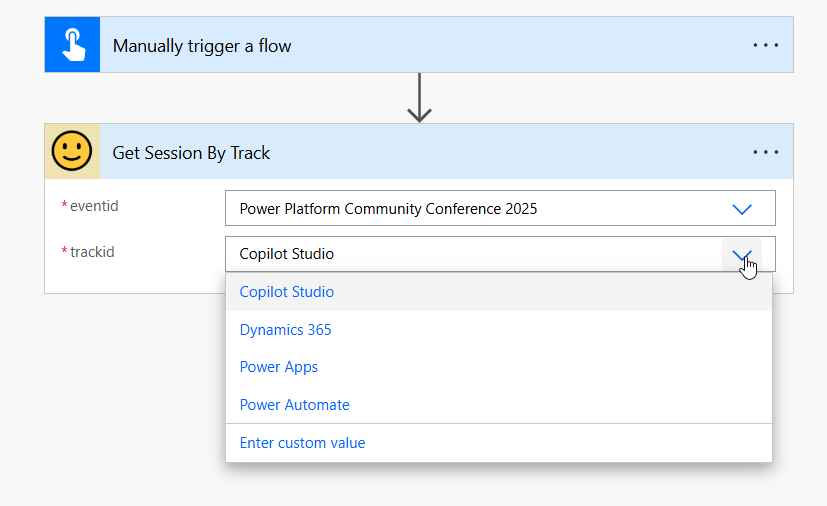 Manually trigger a flow
Get Session By Track
* eventid
Power Platform Community Conference 2025
* trackid
Copilot Studio
Copilot Studio
Dynamics 365
Power Apps
Power Automate
Enter custom value